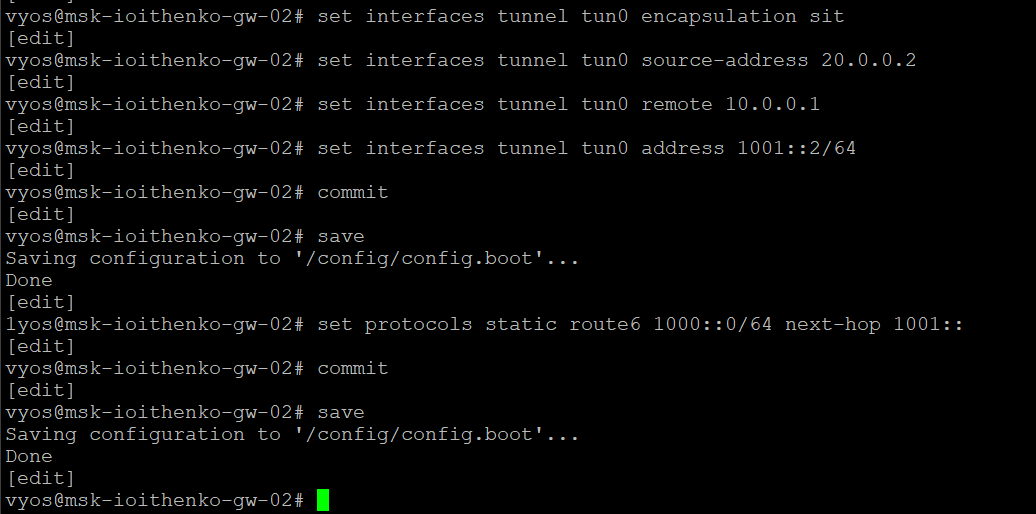 [edit]
vyos@msk-ioithenko-gw-02# set interfaces tunnel tun0 encapsulation sit
[edit]
vyos@msk-ioithenko-gw-02# set interfaces tunnel tun0 source-address 20.0.0.2
[edit]
vyos@msk-ioithenko-gw-02# set interfaces tunnel tun0 remote 10.0.0.1
[edit]
vyos@msk-ioithenko-gw-02# set interfaces tunnel tun0 address 1001::2/64
[edit]
vyos@msk-ioithenko-gw-02# commit
[edit]
vyos@msk-ioithenko-gw-02# save
Saving configuration to '/config/config.boot'...
Done
[edit]
1yos@msk-ioithenko-gw-02# set protocols static route6 1000::0/64 next-hop 1001::
[edit]
vyos@msk-ioithenko-gw-02# commit
[edit]
vyos@msk-ioithenko-gw-02# save
Saving configuration to '/config/config.boot'...
Done
[edit]
vyos@msk-ioithenko-gw-02#